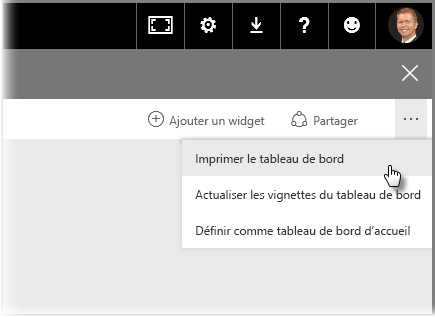 Ajouter un widget Partager ...
Imprimer le tableau de bord
Actualiser les vignettes du tableau de bord
Définir comme tableau de bord d’accueil